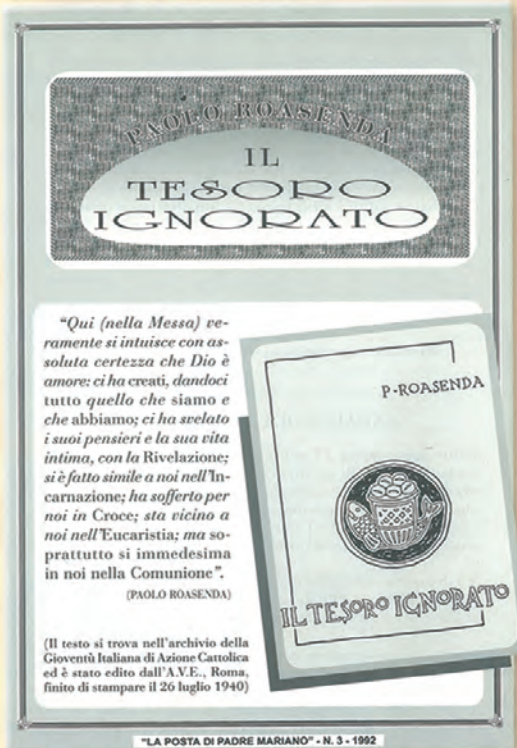 PAOLO ROASENDA
IL
TESORO
IGNORATO
"Qui (nella Messa) ve-
ramente si intuisce con as-
soluta certezza che Dio è
amore: ci ha creati, dandoci
tutto quello che siamo e
che abbiamo; ci ha svelato
i suoi pensieri e la sua vita
intima, con la Rivelazione;
si è fatto simile a noi nell'In-
carnazione; ha sofferto per
noi in Croce; sta vicino a
noi nell'Eucaristia; ma so-
prattutto si immedesima
in noi nella Comunione".
(PAOLO ROASENDA)
(Il testo si trova nell'archivio della
Gioventù Italiana di Azione Cattolica
ed è stato edito dall'A.V.E., Roma,
finito di stampare il 26 luglio 1940)
P-ROASENDA
IL TESORO IGNORATO
"LA POSTA DI PADRE MARIANO" - N. 3 - 1992